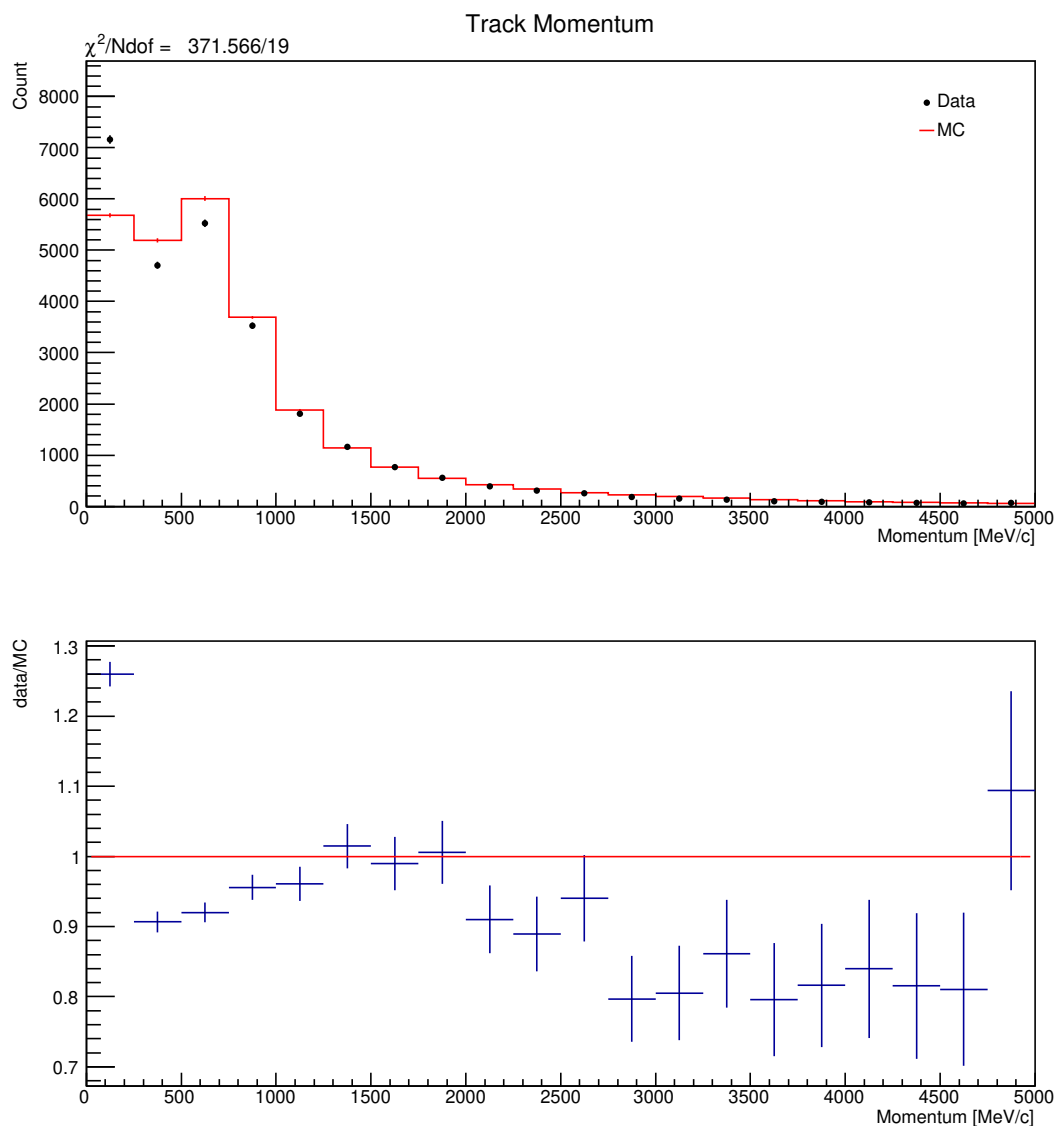 Track Momentum
χ²/Ndof = 371.566/19
Count
8000
7000
6000
5000
4000
3000
2000
1000
0
Data
MC
0 500 1000 1500 2000 2500 3000 3500 4000 4500 5000
Momentum [MeV/c]
data/MC
1.3
1.2
1.1
1
0.9
0.8
0.7
0 500 1000 1500 2000 2500 3000 3500 4000 4500 5000
Momentum [MeV/c]